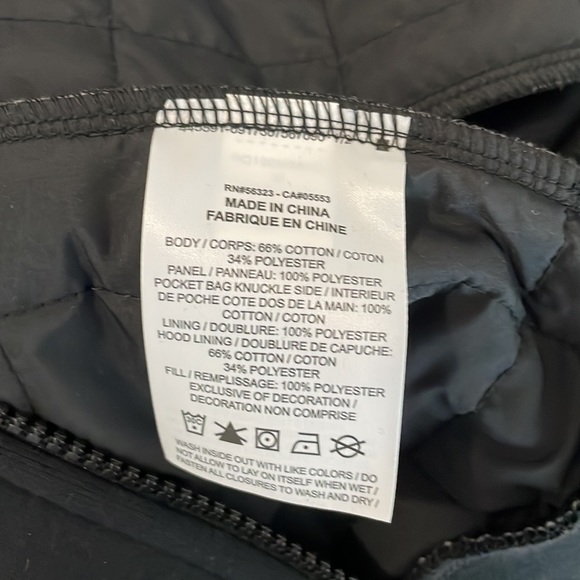 RN#56323 - CA#05553
MADE IN CHINA
FABRIQUE EN CHINE
BODY / CORPS: 66% COTTON / COTON
34% POLYESTER
PANEL / PANNEAU: 100% POLYESTER
POCKET BAG KNUCKLE SIDE / INTERIEUR
DE POCHE COTE DOS DE LA MAIN: 100%
COTTON / COTON
LINING / DOUBLURE: 100% POLYESTER
HOOD LINING / DOUBLURE DE CAPUCHE:
66% COTTON / COTON
34% POLYESTER
FILL / REMPLISSAGE: 100% POLYESTER
EXCLUSIVE OF DECORATION /
DECORATION NON COMPRISE
WASH INSIDE OUT WITH LIKE COLORS / DO
NOT ALLOW TO LAY ON ITSELF WHEN WET /
FASTEN ALL CLOSURES TO WASH AND DRY /